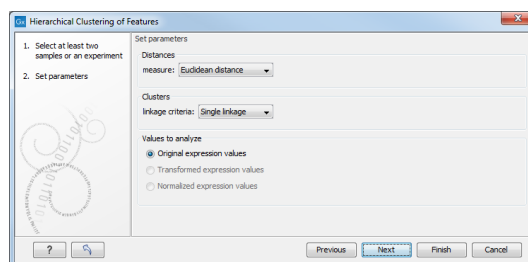 Gx Hierarchical Clustering of Features
1. Select at least two
samples or an experiment
2. Set parameters
Set parameters
Distances
measure: Euclidean distance
Clusters
linkage criteria: Single linkage
Values to analyze
Original expression values
Transformed expression values
Normalized expression values
? Previous Next Finish Cancel